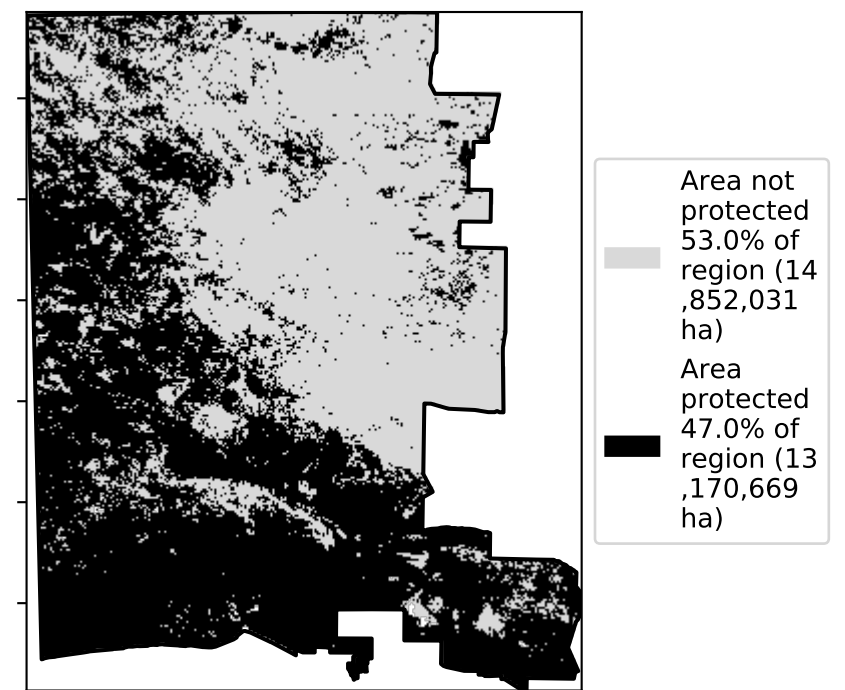 Area not
protected
53.0% of
region (14
,852,031
ha)
Area
protected
47.0% of
region (13
,170,669
ha)